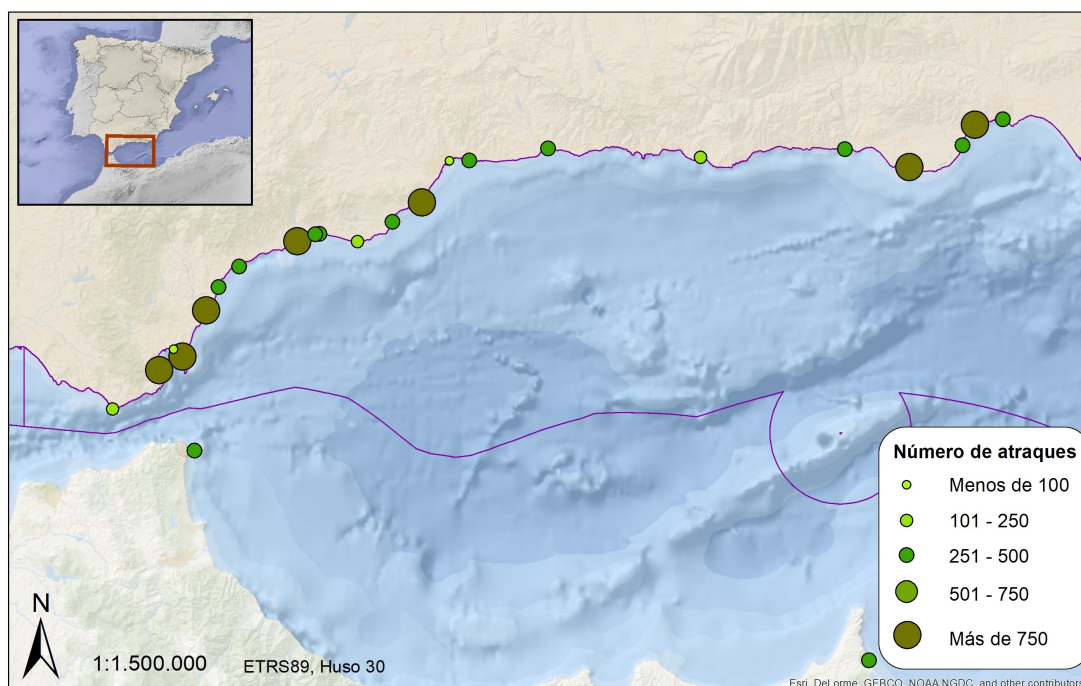 Número de atraques
Menos de 100
101 - 250
251 - 500
501 - 750
Más de 750
N
1:1.500.000
ETRS89, Huso 30
Esri, DeLorme, GEBCO, NOAA NGDC, and other contributors